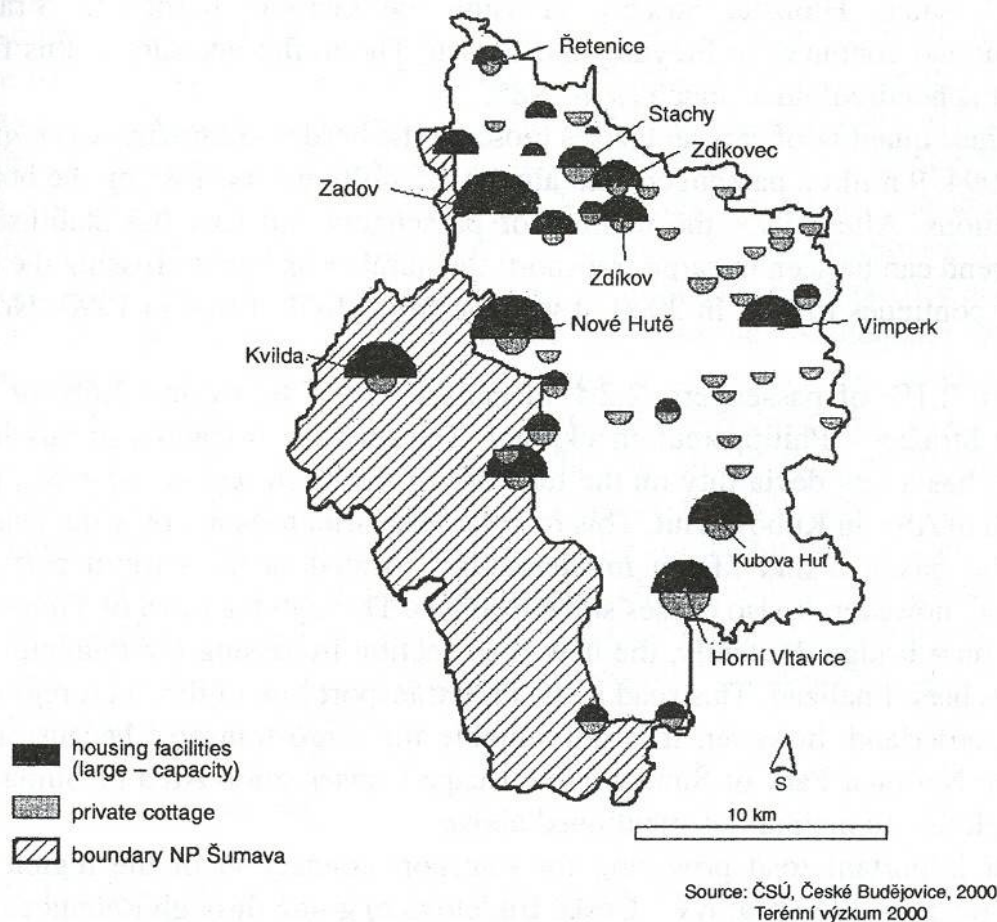 Řetenice
Stachy
Zdíkovec
Zadov
Zdíkov
Nové Hutě
Vimperk
Kvilda
Kubova Huť
Horní Vltavice
housing facilities
(large – capacity)
private cottage
boundary NP Šumava
S
10 km
Source: ČSÚ, České Budějovice, 2000
Terénní výzkum 2000